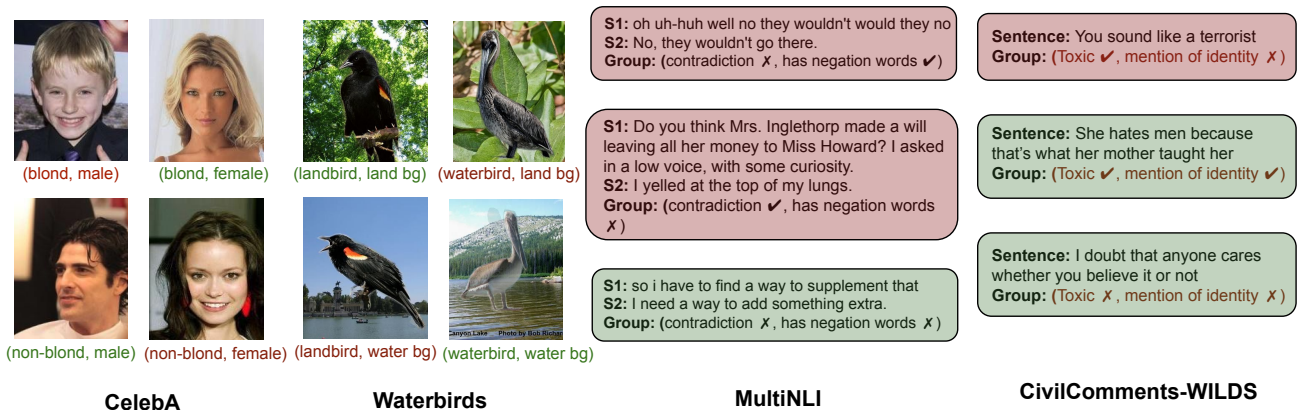 (blond, male)
(blond, female)
(non-blond, male)
(non-blond, female)
CelebA
(landbird, land bg)
(waterbird, land bg)
(landbird, water bg)
Canyon Lake Photo by Bob Richar
(waterbird, water bg)
Waterbirds
S1: oh uh-huh well no they wouldn't would they no
S2: No, they wouldn't go there.
Group: (contradiction ✗, has negation words ✔)
S1: Do you think Mrs. Inglethorp made a will
leaving all her money to Miss Howard? I asked
in a low voice, with some curiosity.
S2: I yelled at the top of my lungs.
Group: (contradiction ✔, has negation words
✗)
S1: so i have to find a way to supplement that
S2: I need a way to add something extra.
Group: (contradiction ✗, has negation words ✗)
MultiNLI
Sentence: You sound like a terrorist
Group: (Toxic ✔, mention of identity ✗)
Sentence: She hates men because
that's what her mother taught her
Group: (Toxic ✔, mention of identity ✔)
Sentence: I doubt that anyone cares
whether you believe it or not
Group: (Toxic ✗, mention of identity ✗)
CivilComments-WILDS